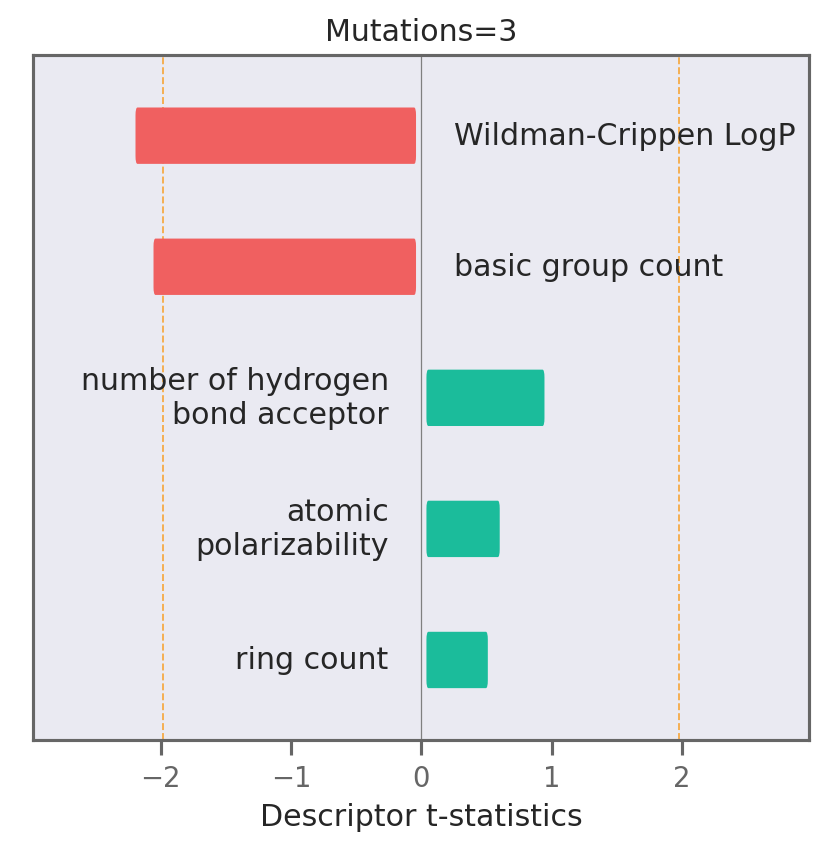 Mutations=3
Wildman-Crippen LogP
basic group count
number of hydrogen
bond acceptor
atomic
polarizability
ring count
−2 −1 0 1 2
Descriptor t-statistics